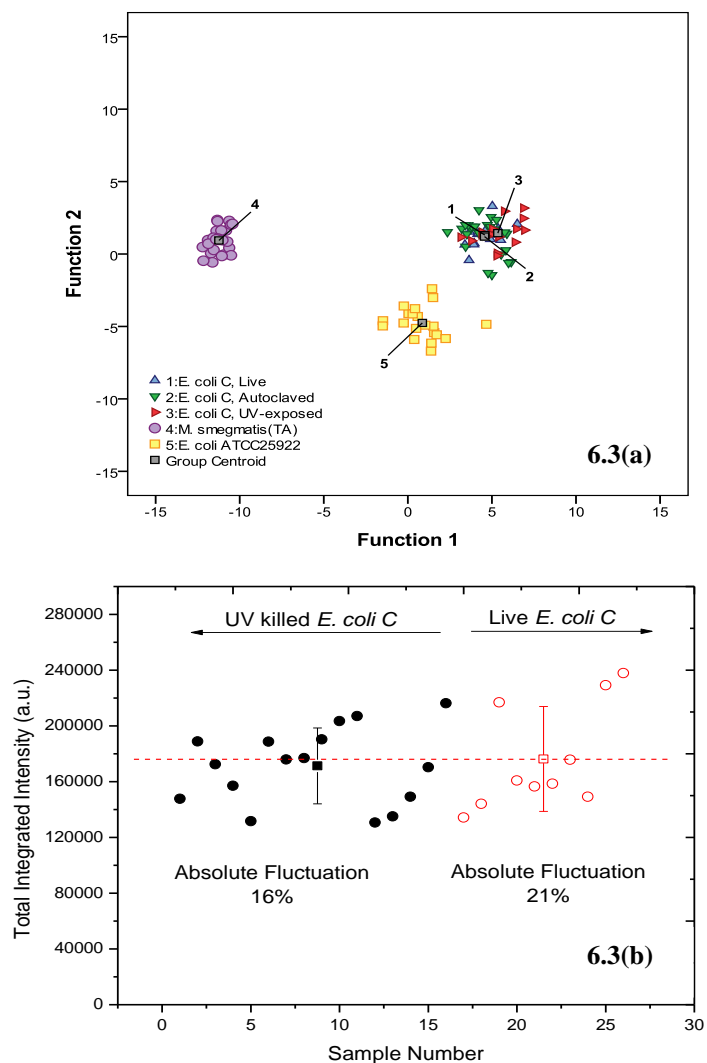 15
10
5
0
-5
-10
-15
Function 2
4
1
3
2
5
1:E. coli C, Live
2:E. coli C, Autoclaved
3:E. coli C, UV-exposed
4:M. smegmatis(TA)
5:E. coli ATCC25922
Group Centroid
6.3(a)
-15 -10 -5 0 5 10 15
Function 1
280000
240000
200000
160000
120000
80000
40000
0
Total Integrated Intensity (a.u.)
UV killed E. coli C
Live E. coli C
Absolute Fluctuation
16%
Absolute Fluctuation
21%
6.3(b)
0 5 10 15 20 25 30
Sample Number